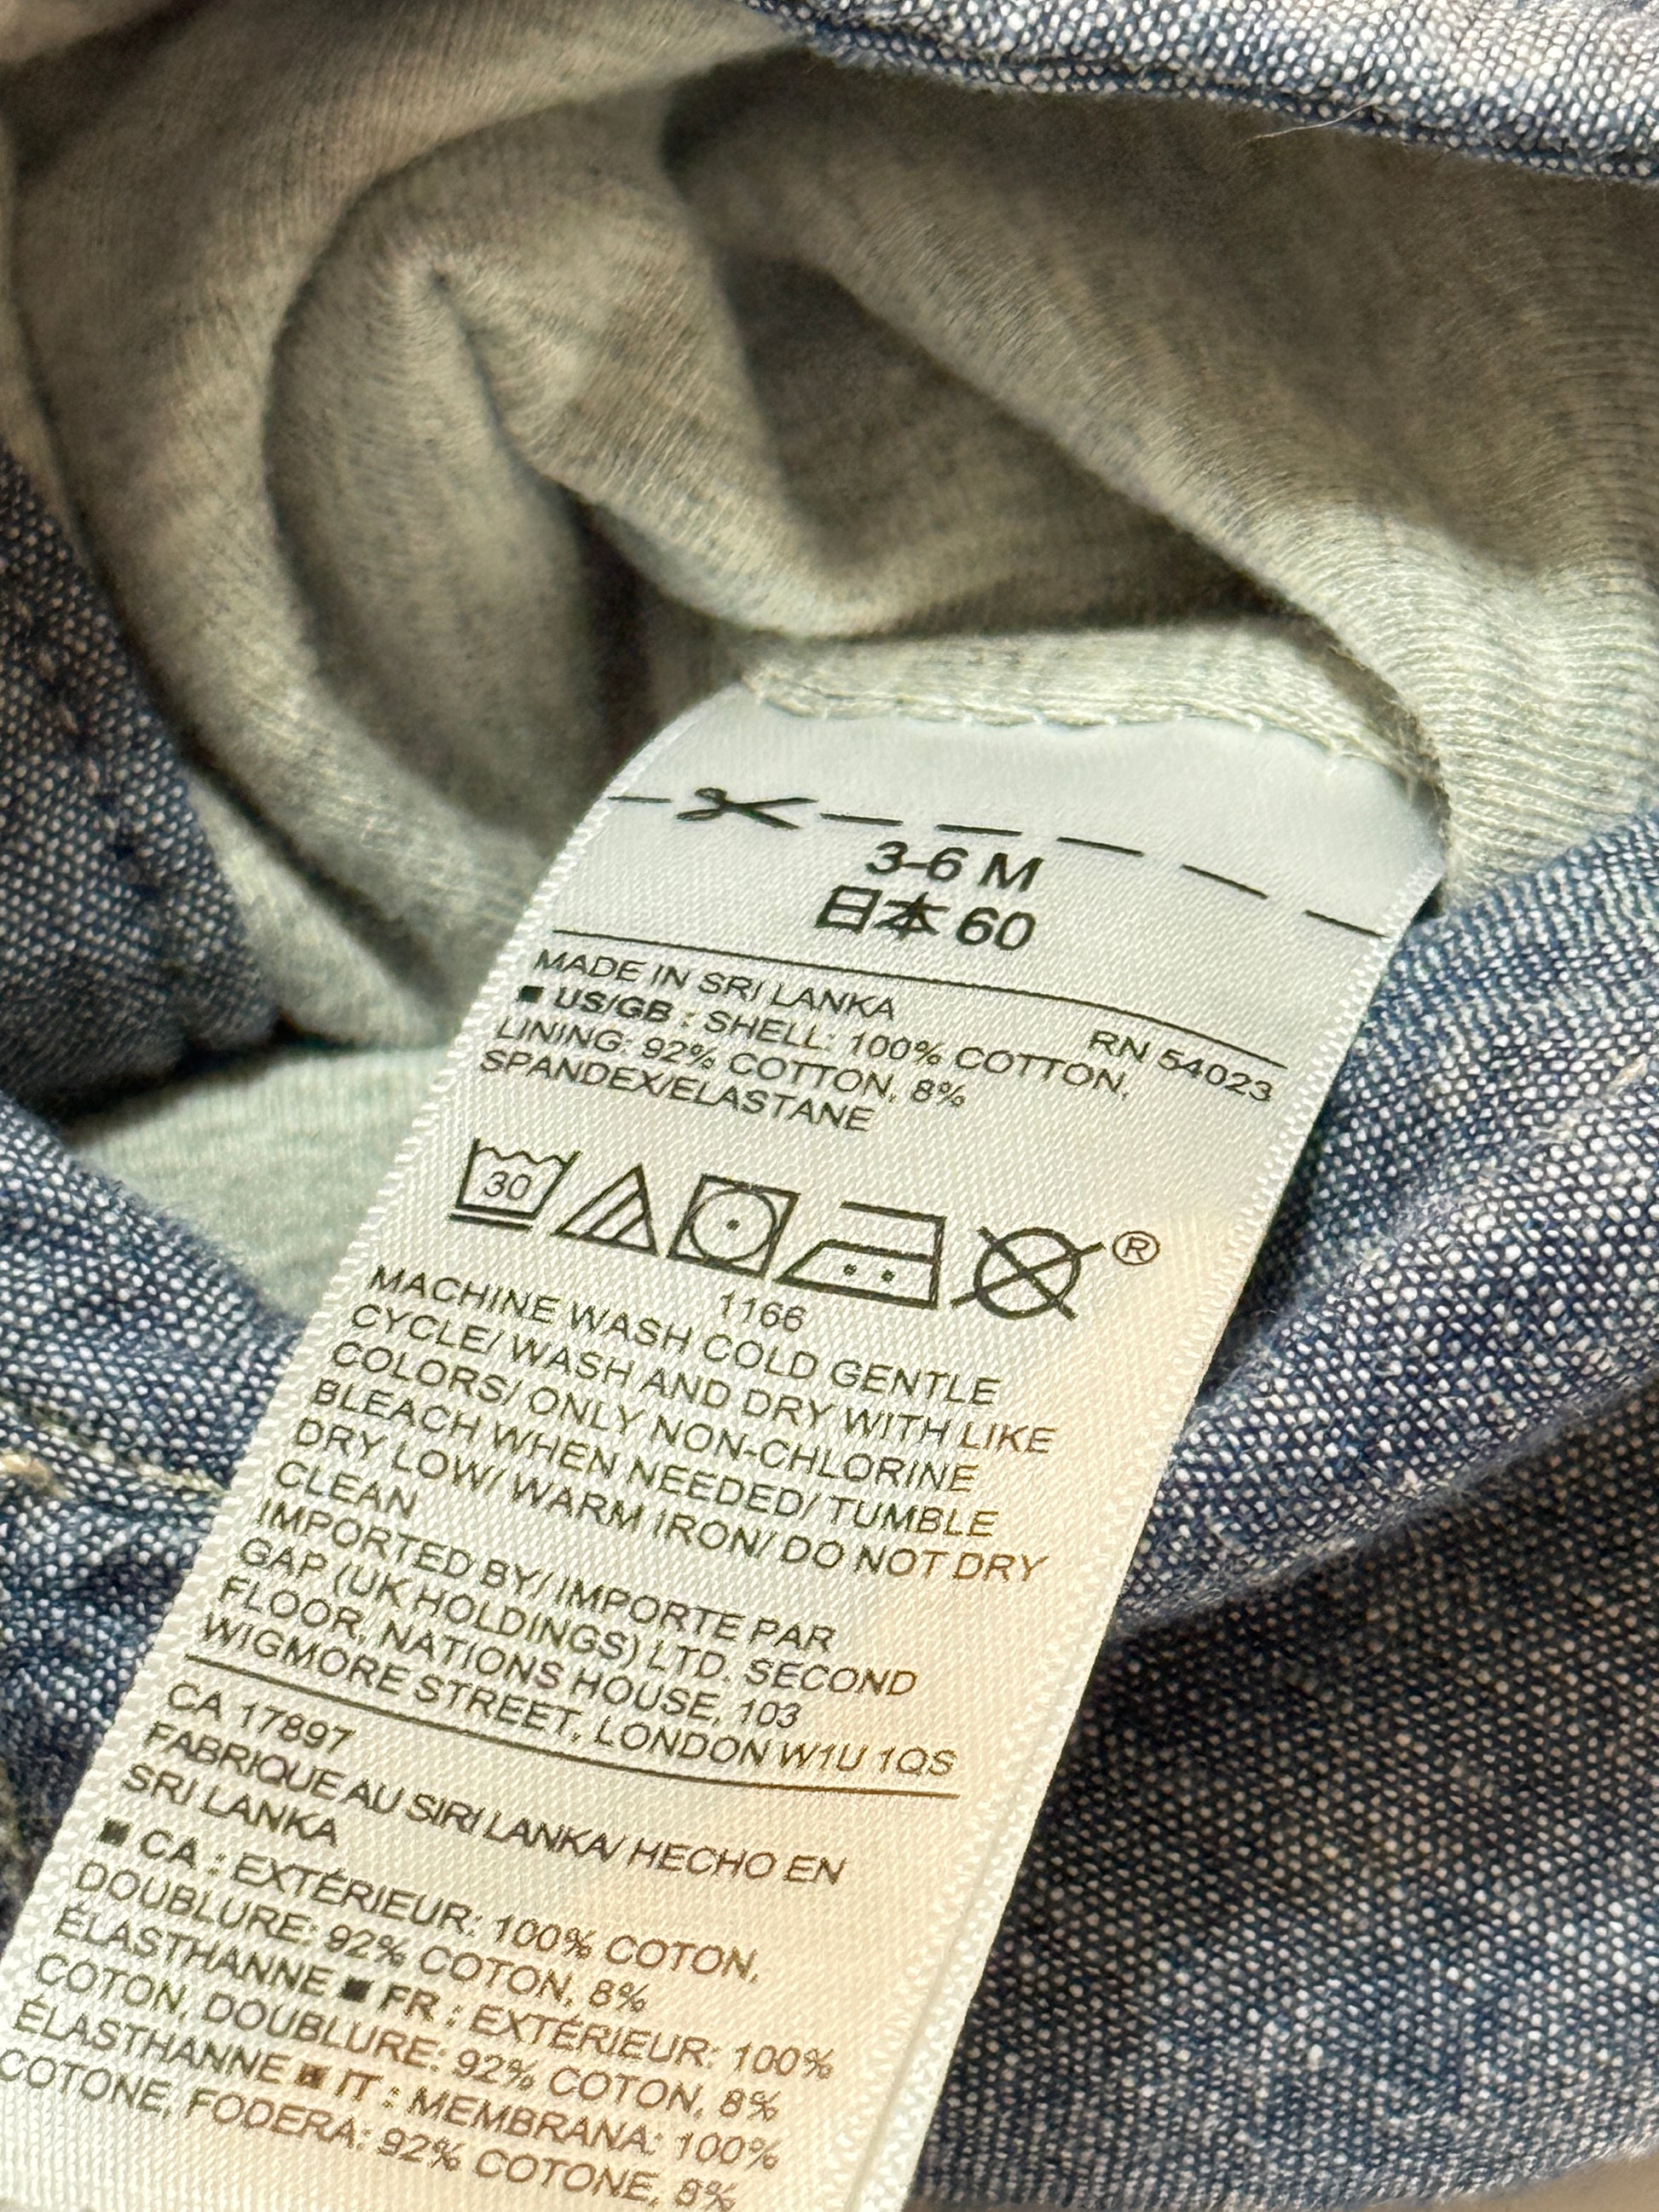 3-6 M
日本 60
MADE IN SRI LANKA
RN 54023
■ US/GB : SHELL: 100% COTTON,
LINING: 92% COTTON, 8%
SPANDEX/ELASTANE
30
®
1166
MACHINE WASH COLD GENTLE
CYCLE/ WASH AND DRY WITH LIKE
COLORS/ ONLY NON-CHLORINE
BLEACH WHEN NEEDED/ TUMBLE
DRY LOW/ WARM IRON/ DO NOT DRY
CLEAN
IMPORTED BY/ IMPORTE PAR
GAP (UK HOLDINGS) LTD. SECOND
FLOOR, NATIONS HOUSE, 103
WIGMORE STREET, LONDON W1U 1QS
CA 17897
FABRIQUE AU SIRI LANKA/ HECHO EN
SRI LANKA
■ CA : EXTÉRIEUR: 100% COTON,
DOUBLURE: 92% COTON, 8%
ÉLASTHANNE ■ FR : EXTÉRIEUR: 100%
COTON, DOUBLURE: 92% COTON, 8%
ÉLASTHANNE ■ IT : MEMBRANA: 100%
COTONE, FODERA: 92% COTONE, 8%